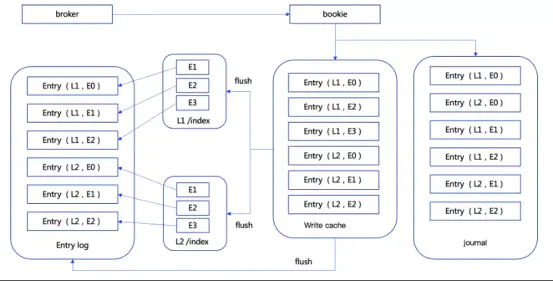 broker
bookie
Entry（L1，E0）
Entry（L1，E1）
Entry（L1，E2）
Entry（L2，E0）
Entry（L2，E1）
Entry（L2，E2）
Entry log
E1
E2
E3
L1 /index
E1
E2
E3
L2 /index
flush
flush
flush
Entry（L1，E0）
Entry（L1，E2）
Entry（L1，E3）
Entry（L2，E0）
Entry（L2，E1）
Entry（L2，E2）
Write cache
Entry（L1，E0）
Entry（L2，E0）
Entry（L1，E1）
Entry（L1，E2）
Entry（L2，E1）
Entry（L2，E2）
journal